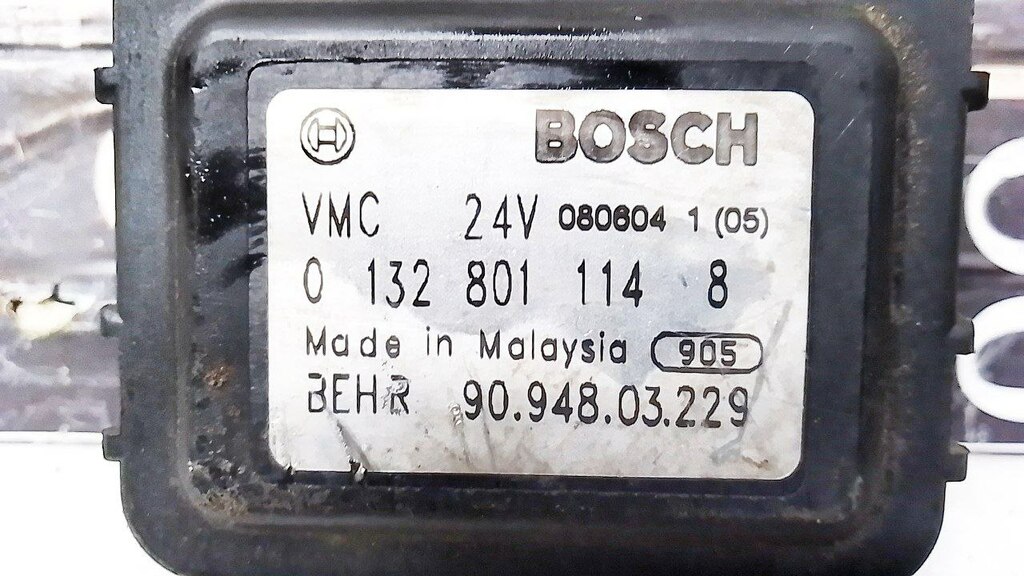 BOSCH
VMC 24V 080604 1 (05)
0 132 801 114 8
Made in Malaysia 905
BEHR 90.948.03.229